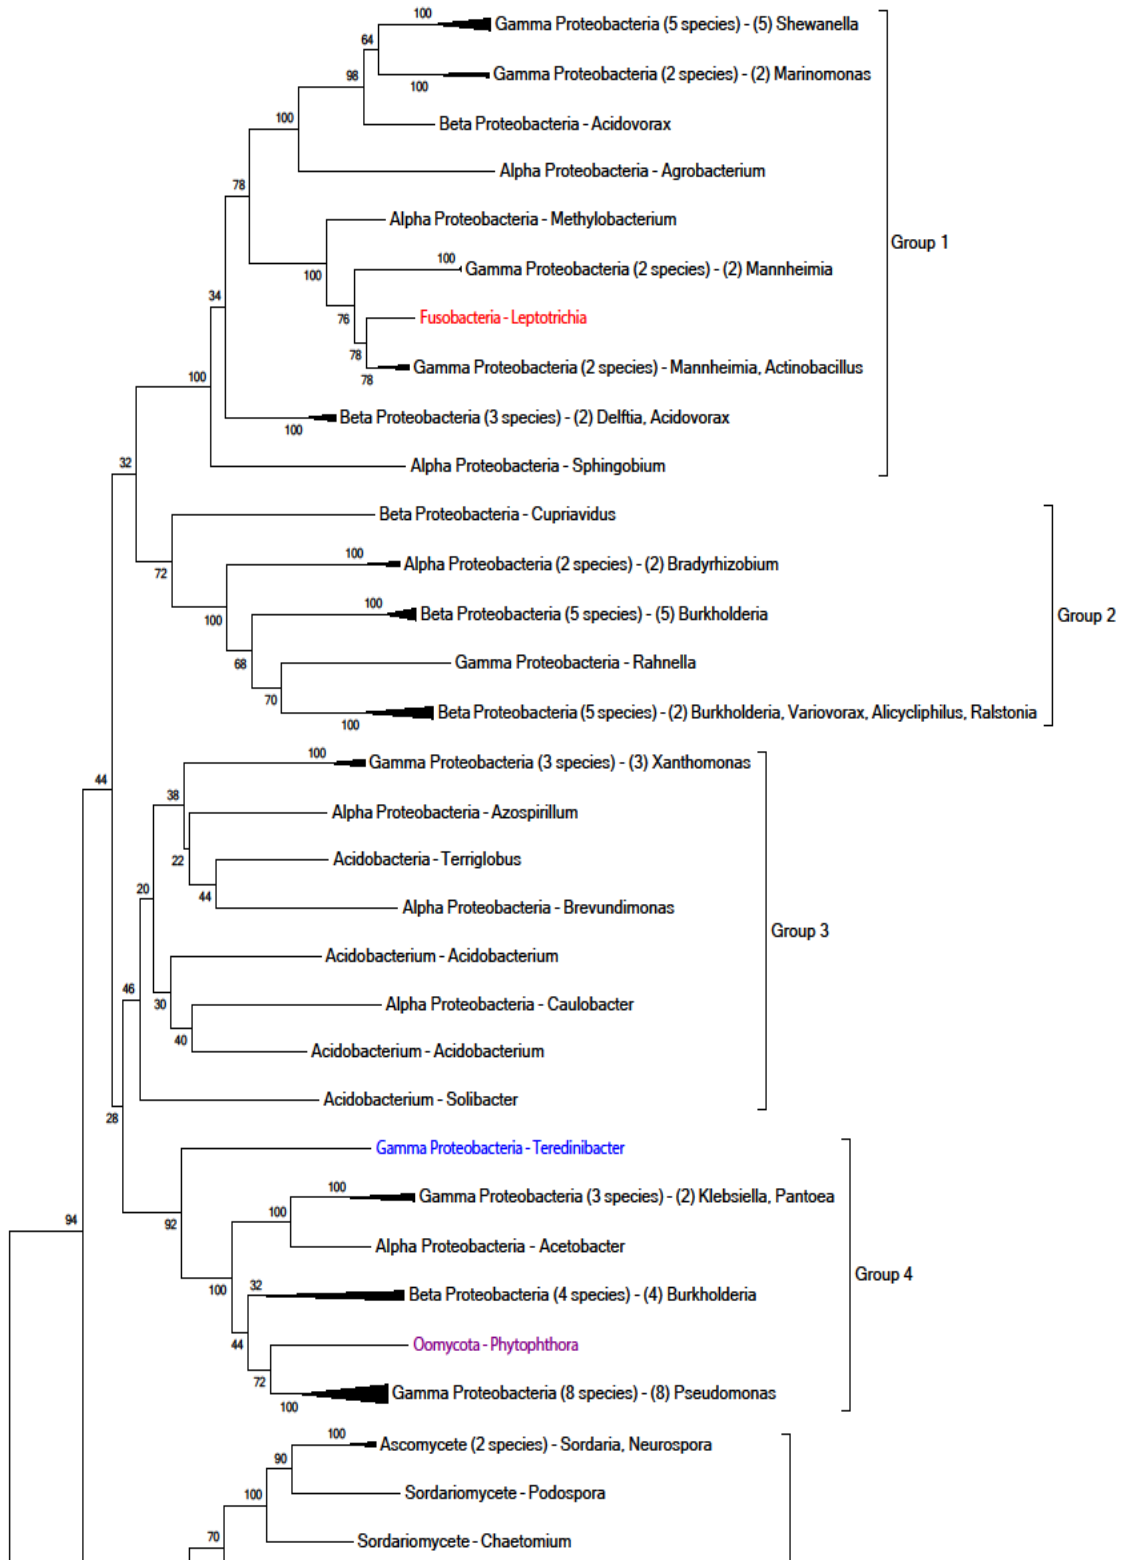 100
Gamma Proteobacteria (5 species) - (5) Shewanella
64
98
Gamma Proteobacteria (2 species) - (2) Marinomonas
100
100
Beta Proteobacteria - Acidovorax
Alpha Proteobacteria - Agrobacterium
78
Alpha Proteobacteria - Methylobacterium
Group 1
100
Gamma Proteobacteria (2 species) - (2) Mannheimia
100
34
76
Fusobacteria - Leptotrichia
78
Gamma Proteobacteria (2 species) - Mannheimia, Actinobacillus
100
78
Beta Proteobacteria (3 species) - (2) Delftia, Acidovorax
100
32
Alpha Proteobacteria - Sphingobium
Beta Proteobacteria - Cupriavidus
100
Alpha Proteobacteria (2 species) - (2) Bradyrhizobium
72
100
Beta Proteobacteria (5 species) - (5) Burkholderia
Group 2
100
68
Gamma Proteobacteria - Rahnella
70
Beta Proteobacteria (5 species) - (2) Burkholderia, Variovorax, Alicycliphilus, Ralstonia
100
100
Gamma Proteobacteria (3 species) - (3) Xanthomonas
44
38
Alpha Proteobacteria - Azospirillum
22
Acidobacteria - Terriglobus
20
44
Alpha Proteobacteria - Brevundimonas
Group 3
Acidobacterium - Acidobacterium
46
30
Alpha Proteobacteria - Caulobacter
40
Acidobacterium - Acidobacterium
Acidobacterium - Solibacter
28
Gamma Proteobacteria - Teredinibacter
100
Gamma Proteobacteria (3 species) - (2) Klebsiella, Pantoea
94
92
100
Alpha Proteobacteria - Acetobacter
Group 4
100
32
Beta Proteobacteria (4 species) - (4) Burkholderia
44
Oomycota - Phytophthora
72
Gamma Proteobacteria (8 species) - (8) Pseudomonas
100
100
Ascomycete (2 species) - Sordaria, Neurospora
90
100
Sordariomycete - Podospora
70
Sordariomycete - Chaetomium